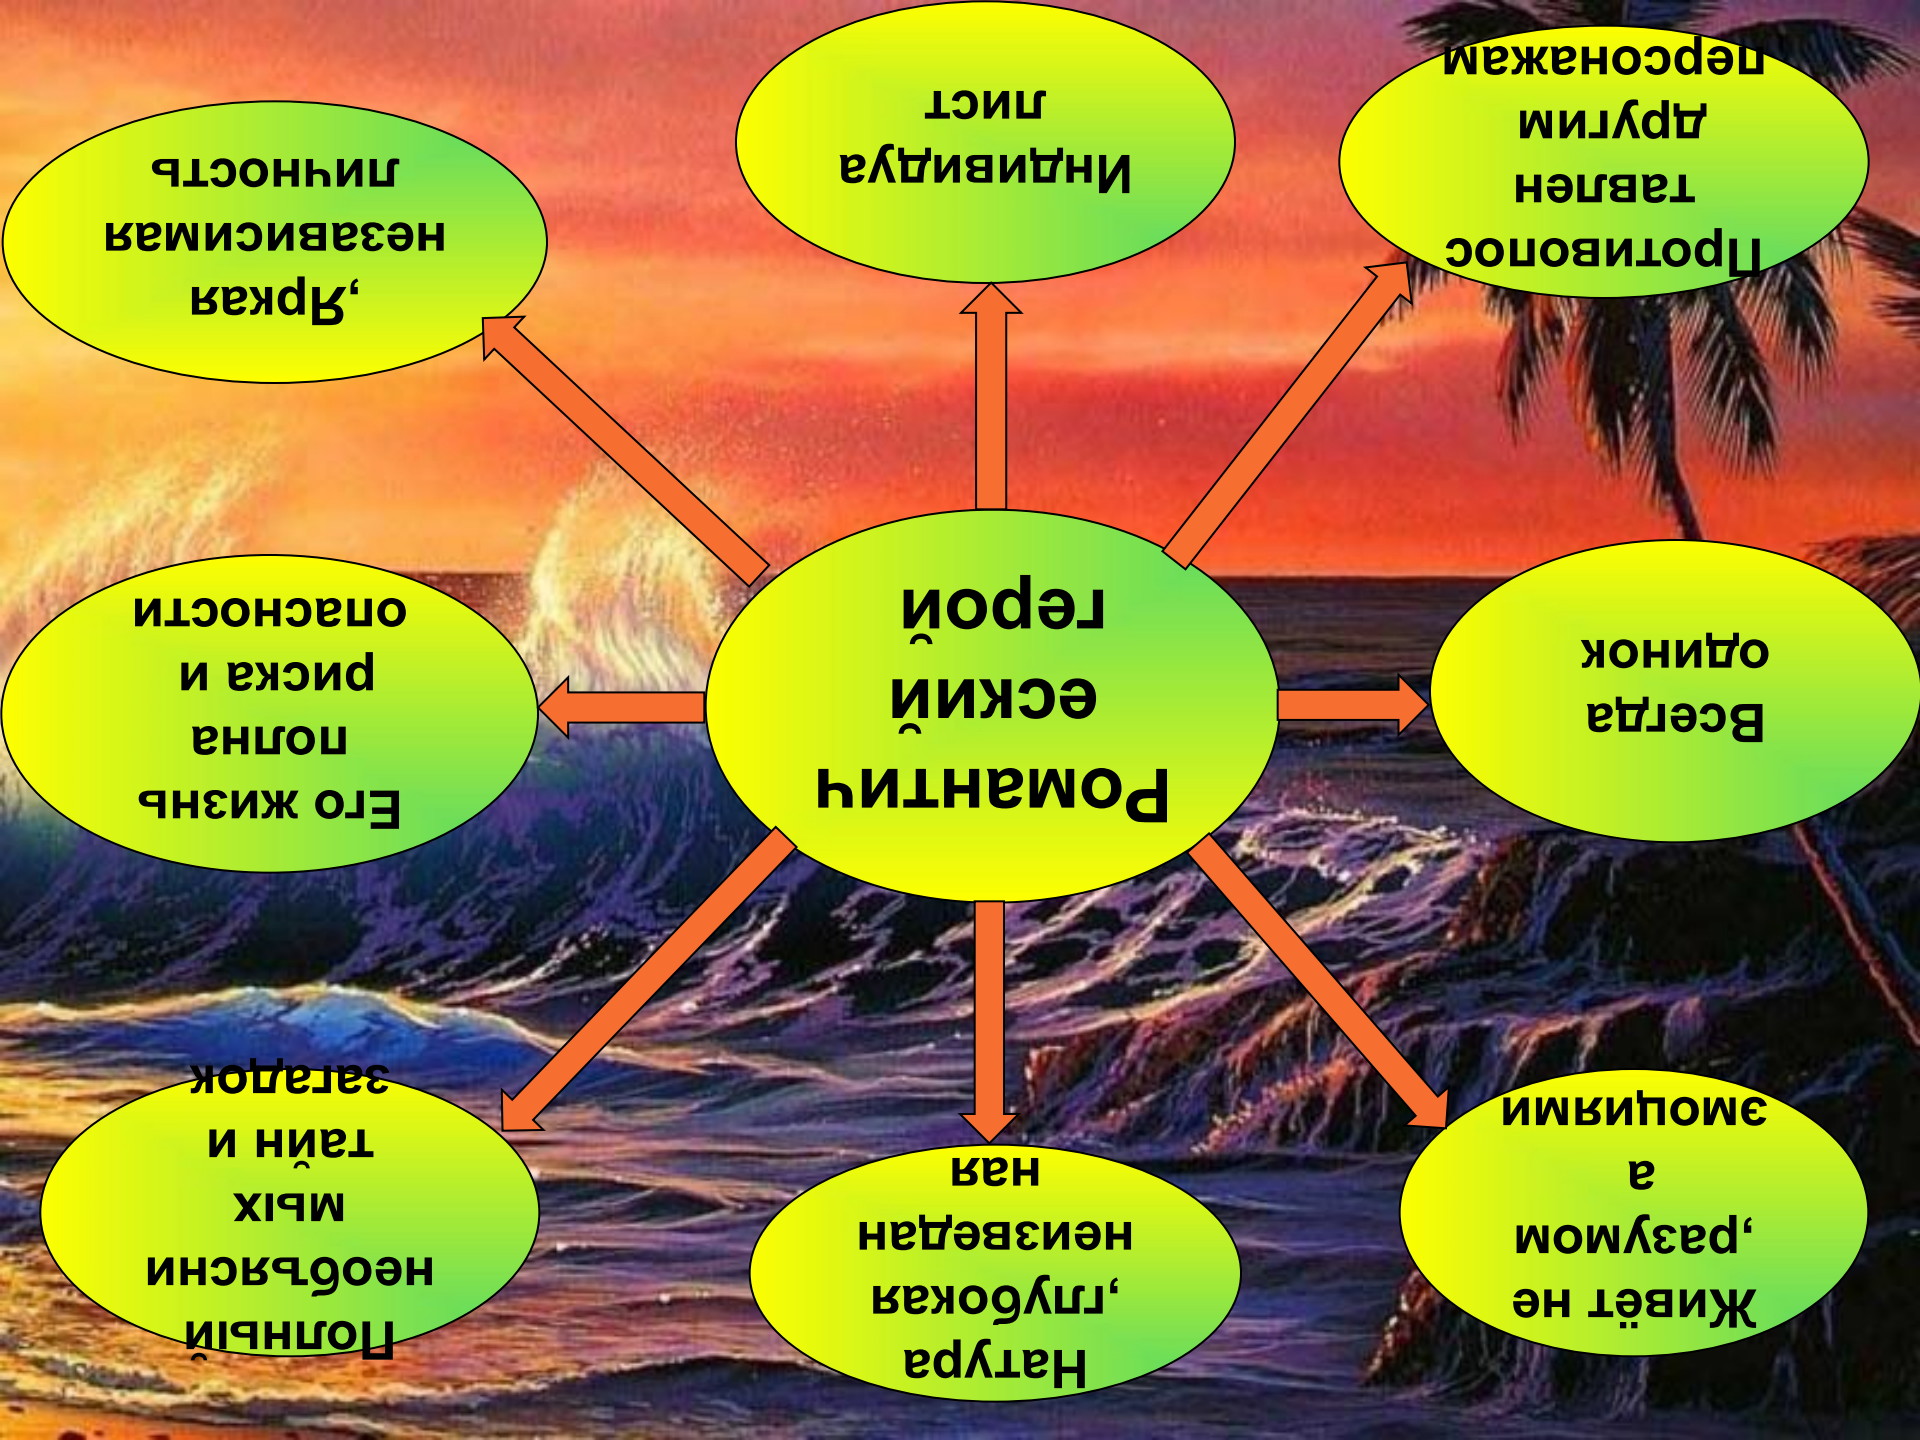 Яркая,
независимая
личность
Индивидуа
лист
Противопос
тавлен
другим
персонажам
Его жизнь
полна
риска и
опасности
Романтич
еский
герой
Всегда
одинок
Полный
необъясни
мых
тайн и
загадок
Натура
глубокая,
неизведан
ная
Живёт не
разумом,
а
эмоциями